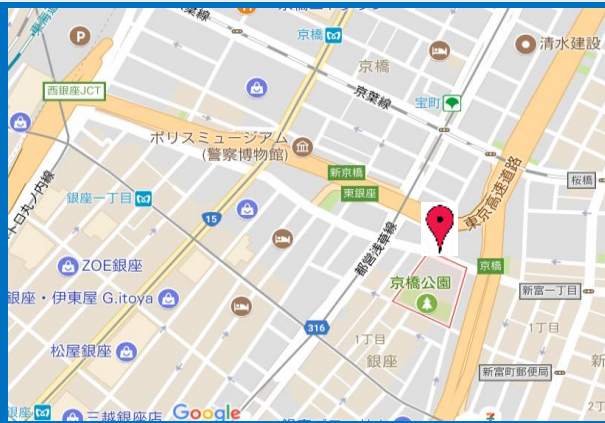 京橋
清水建設
京橋
西銀座JCT
京葉線
宝町
ポリスミュージアム
(警察博物館)
新京橋
東京高速道路
桜橋
銀座一丁目
東銀座
15
都営浅草線
ZOE銀座
京橋
京橋公園
新富一丁目
銀座・伊東屋 G.itoya
316
1丁目
1丁目
松屋銀座
銀座
新富町郵便局
三越銀座店
Google